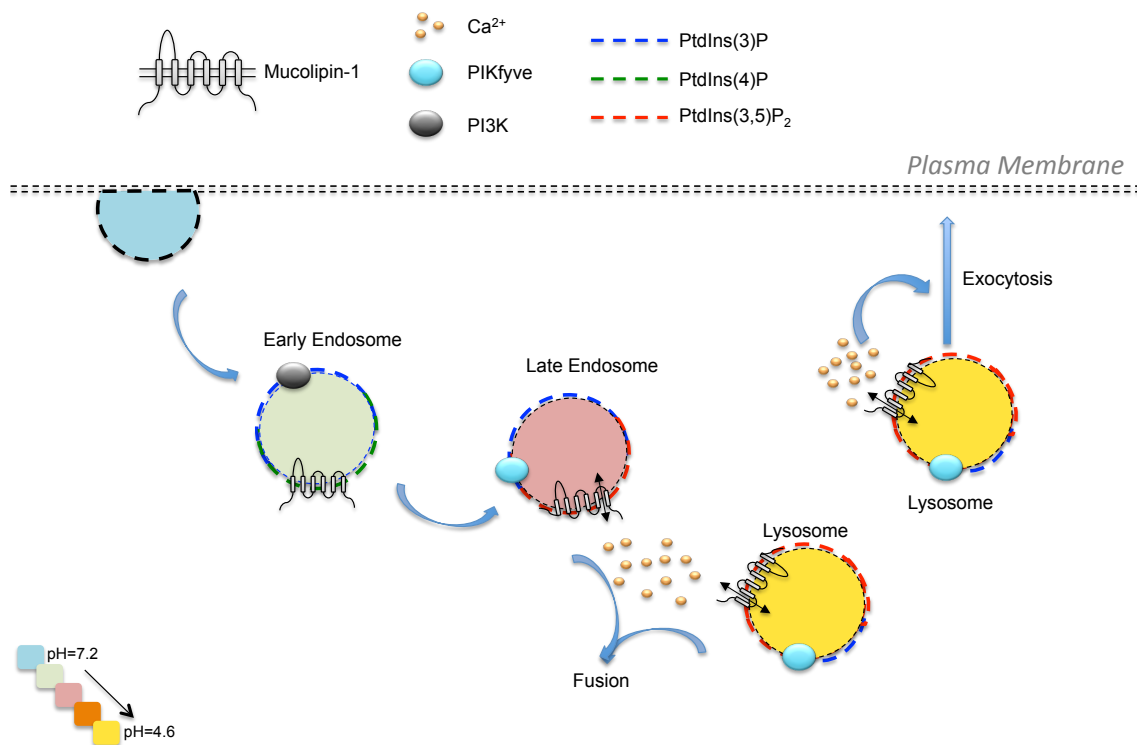 Ca²⁺
PtdIns(3)P
Mucolipin-1
PIKfyve
PtdIns(4)P
PI3K
PtdIns(3,5)P₂
Plasma Membrane
Exocytosis
Early Endosome
Late Endosome
Lysosome
Lysosome
pH=7.2
Fusion
pH=4.6